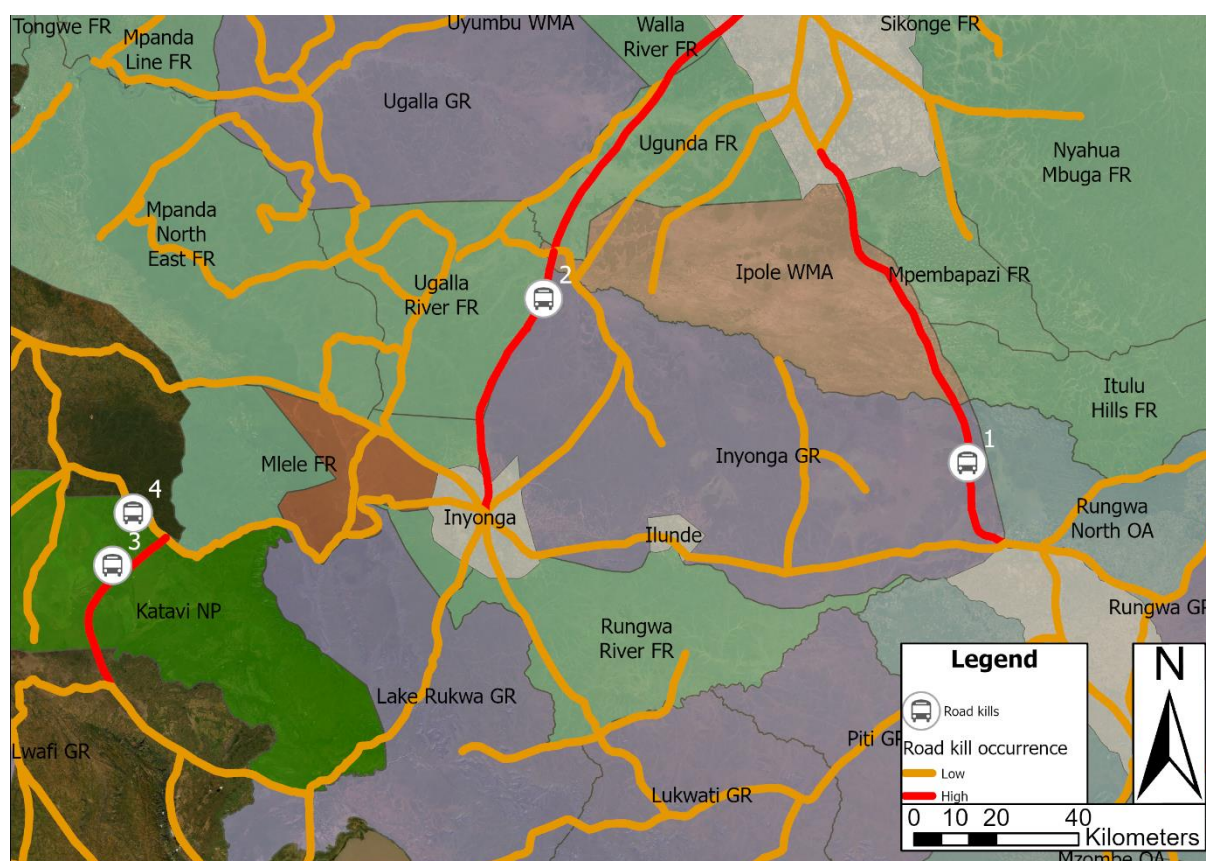 Tongwe FR
Mpanda
Line FR
Uyumbu WMA
Walla
River FR
Sikonge FR
Ugalla GR
Ugunda FR
Nyahua
Mbuga FR
Mpanda
North
East FR
Ugalla
River FR
2
Ipole WMA
Mpembapazi FR
Itulu
Hills FR
Mlele FR
Inyonga GR
1
4
3
Inyonga
Ilunde
Rungwa
North OA
Katavi NP
Rungwa GR
Rungwa
River FR
Lake Rukwa GR
Lwafi GR
Piti GR
Lukwati GR
Legend
Road kills
Road kill occurrence
Low
High
N
0 10 20 40
Kilometers
Mzombe OA